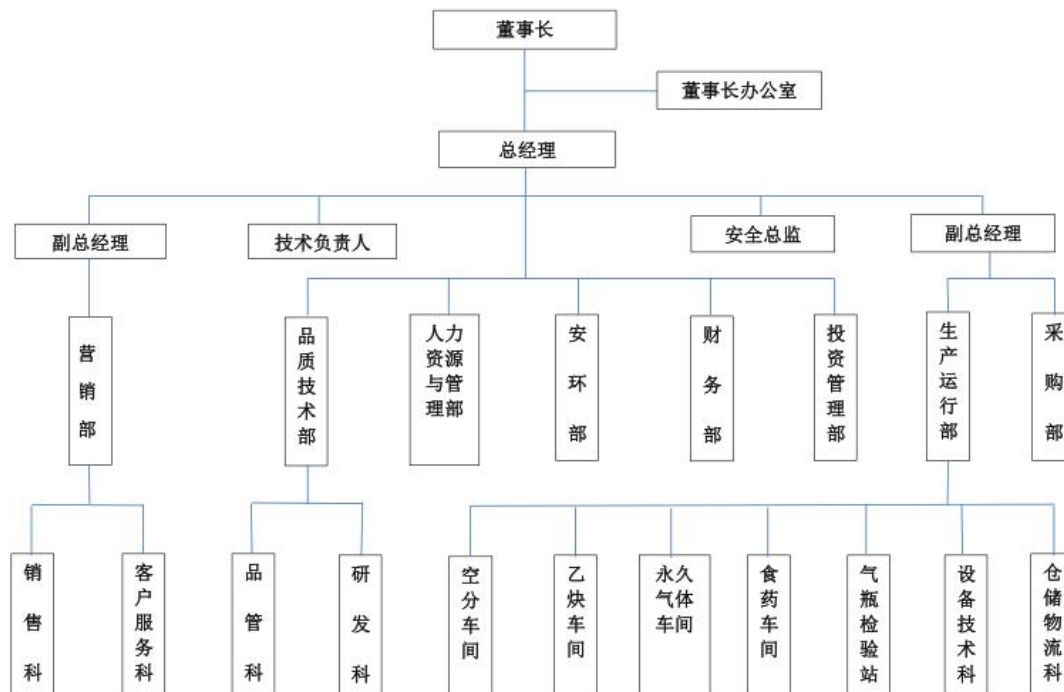 董事长
董事长办公室
总经理
副总经理
技术负责人
安全总监
副总经理
营销部
品质技术部
人力
资源
与管
理部
安环部
财务部
投资管理部
生产运行部
采购部
销售科
客户服务科
品管科
研发科
空分车间
乙炔车间
永久
气体
车间
食药车间
气瓶检验站
设备技术科
仓储物流科